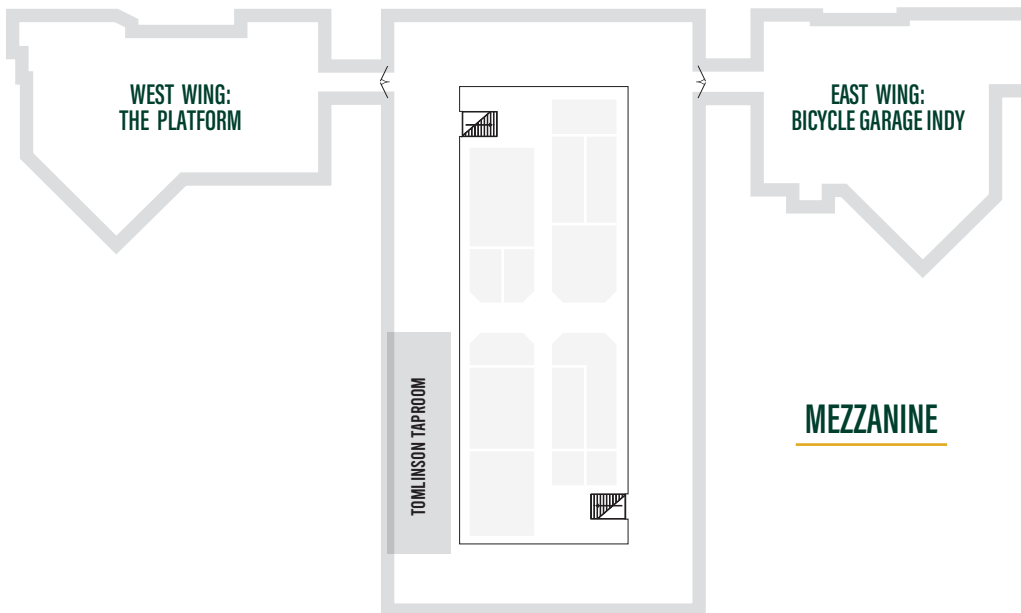 WEST WING:
THE PLATFORM
EAST WING:
BICYCLE GARAGE INDY
TOMLINSON TAPROOM
MEZZANINE